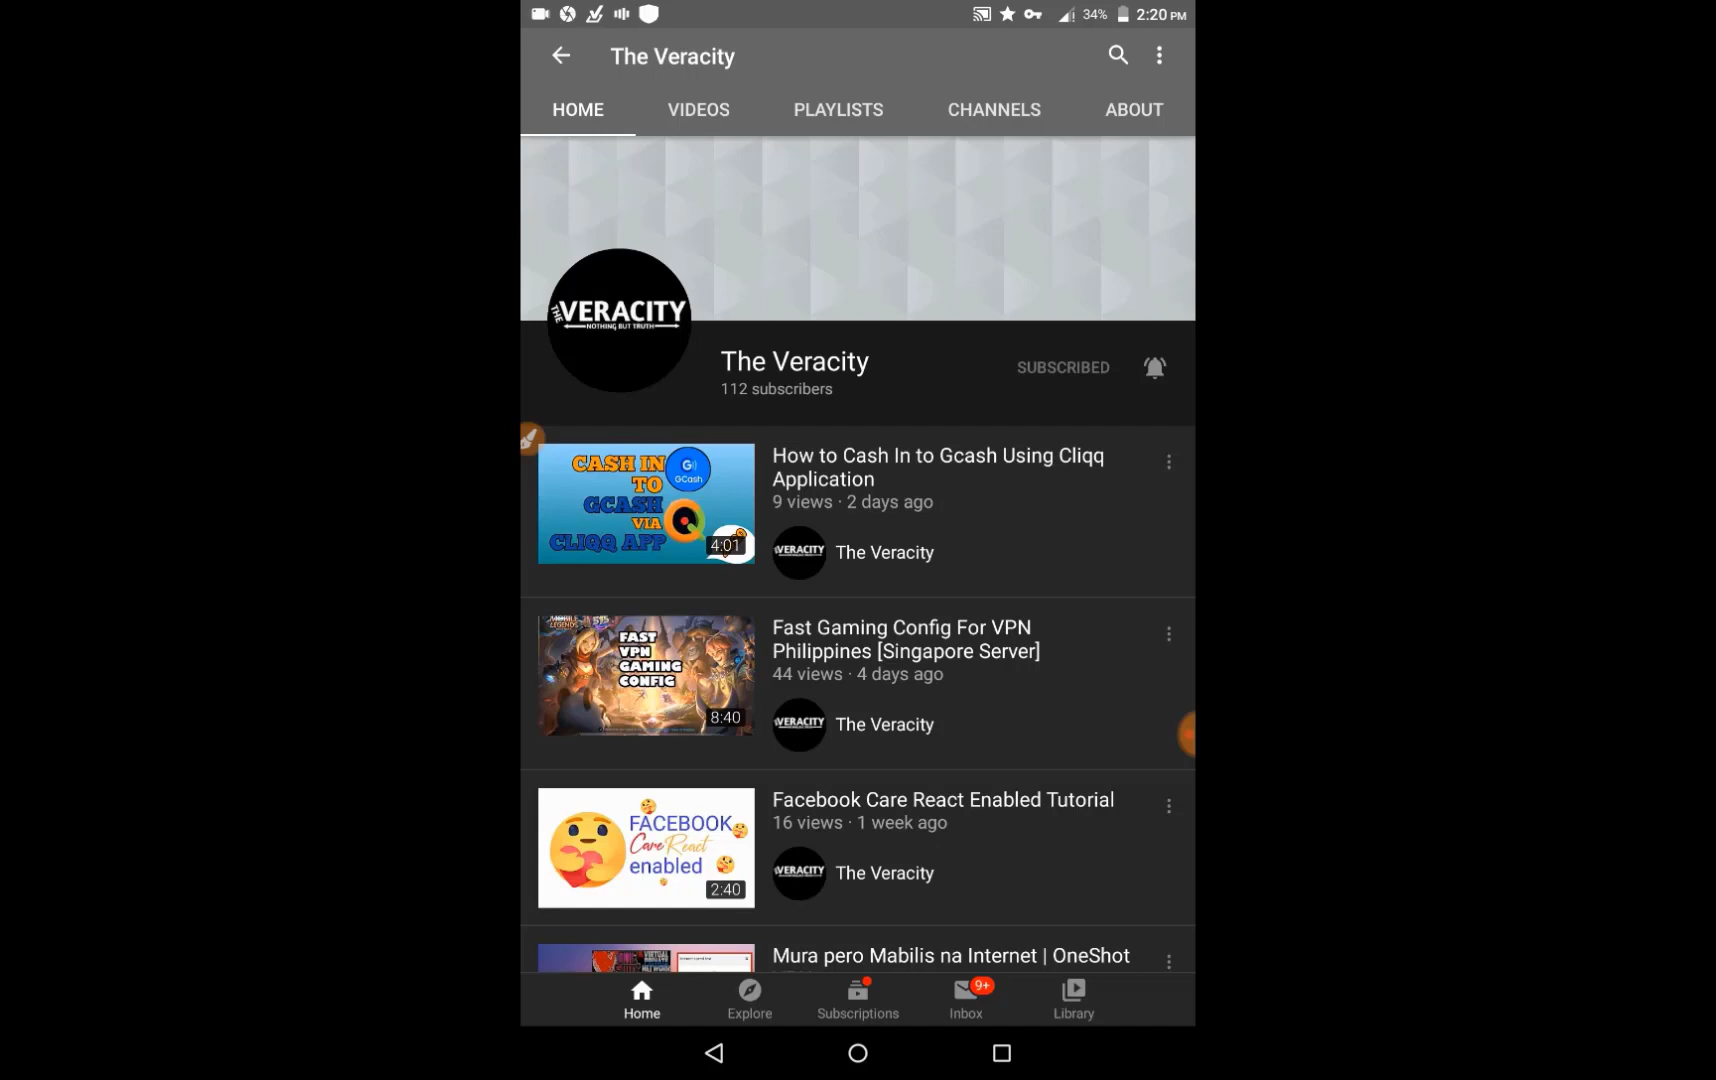 34% 2:20 PM
The Veracity
HOME VIDEOS PLAYLISTS CHANNELS ABOUT
THE VERACITY
NOTHING BUT TRUTH
The Veracity
112 subscribers
SUBSCRIBED
CASH IN
TO
GCASH
VIA
CLIQQ APP
GCash
4:01
How to Cash In to Gcash Using Cliqq
Application
9 views · 2 days ago
VERACITY
The Veracity
MOBILE
LEGENDS
515
FAST
VPN
GAMING
CONFIG
8:40
Fast Gaming Config For VPN
Philippines [Singapore Server]
44 views · 4 days ago
VERACITY
The Veracity
FACEBOOK
Care React
enabled
2:40
Facebook Care React Enabled Tutorial
16 views · 1 week ago
VERACITY
The Veracity
Mura pero Mabilis na Internet | OneShot
Home
Explore
Subscriptions
9+
Inbox
Library